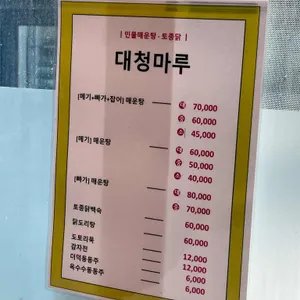 | 민물매운탕 · 토종닭 |
대청마루
[메기+빠가+잡어] 매운탕 대 70,000
중 60,000
소 45,000
[메기] 매운탕 대 60,000
중 50,000
소 40,000
[빠가] 매운탕 대 80,000
중 70,000
토종닭백숙 60,000
닭도리탕 60,000
도토리묵 12,000
감자전 12,000
더덕동동주 6,000
옥수수동동주 6,000